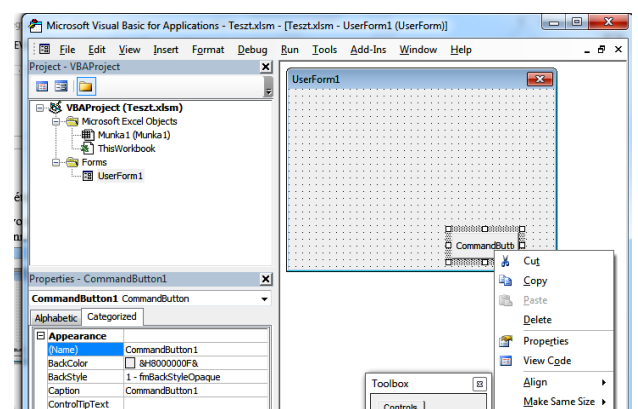 Microsoft Visual Basic for Applications - Teszt.xlsm - [Teszt.xlsm - UserForm1 (UserForm)]
File Edit View Insert Format Debug Run Tools Add-Ins Window Help
Project - VBAProject
VBAProject (Teszt.xlsm)
Microsoft Excel Objects
Munka1 (Munka1)
ThisWorkbook
Forms
UserForm1
UserForm1
CommandButt
Cut
Copy
Paste
Delete
Properties
View Code
Align
Make Same Size
Properties - CommandButton1
CommandButton1 CommandButton
Alphabetic Categorized
Appearance
(Name) CommandButton1
BackColor &H8000000F&
BackStyle 1 - fmBackStyleOpaque
Caption CommandButton1
ControlTipText
Toolbox
Controls